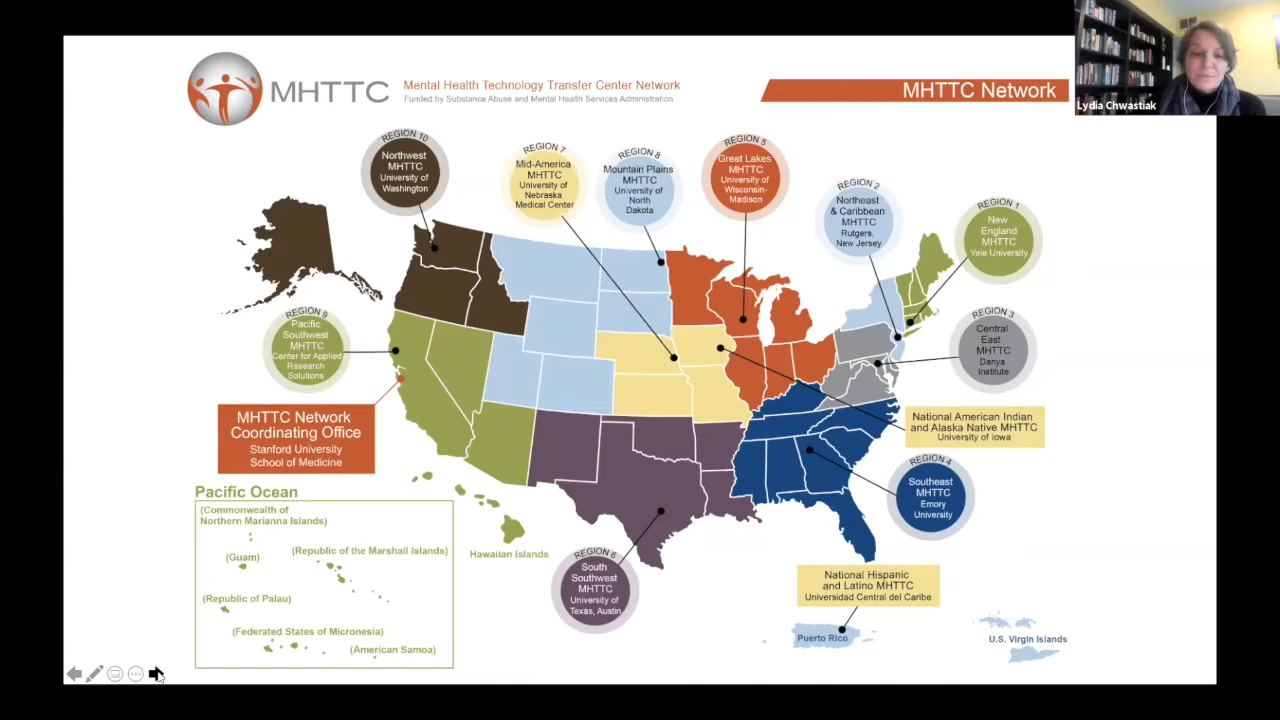 MHTTC
Mental Health Technology Transfer Center Network
Funded by Substance Abuse and Mental Health Services Administration
MHTTC Network
Lydia Chwastiak
REGION 10
Northwest
MHTTC
University of
Washington
REGION 7
Mid-America
MHTTC
University of
Nebraska
Medical Center
REGION 8
Mountain Plains
MHTTC
University of
North
Dakota
REGION 5
Great Lakes
MHTTC
University of
Wisconsin-
Madison
REGION 2
Northeast
& Caribbean
MHTTC
Rutgers,
New Jersey
REGION 1
New
England
MHTTC
Yale University
REGION 9
Pacific
Southwest
MHTTC
Center for Applied
Research
Solutions
REGION 3
Central
East
MHTTC
Danya
Institute
MHTTC Network
Coordinating Office
Stanford University
School of Medicine
National American Indian
and Alaska Native MHTTC
University of Iowa
REGION 4
Southeast
MHTTC
Emory
University
Pacific Ocean
(Commonwealth of
Northern Marianna Islands)
(Guam)
(Republic of the Marshall Islands)
(Republic of Palau)
(Federated States of Micronesia)
(American Samoa)
Hawaiian Islands
REGION 6
South
Southwest
MHTTC
University of
Texas, Austin
National Hispanic
and Latino MHTTC
Universidad Central del Caribe
Puerto Rico
U.S. Virgin Islands